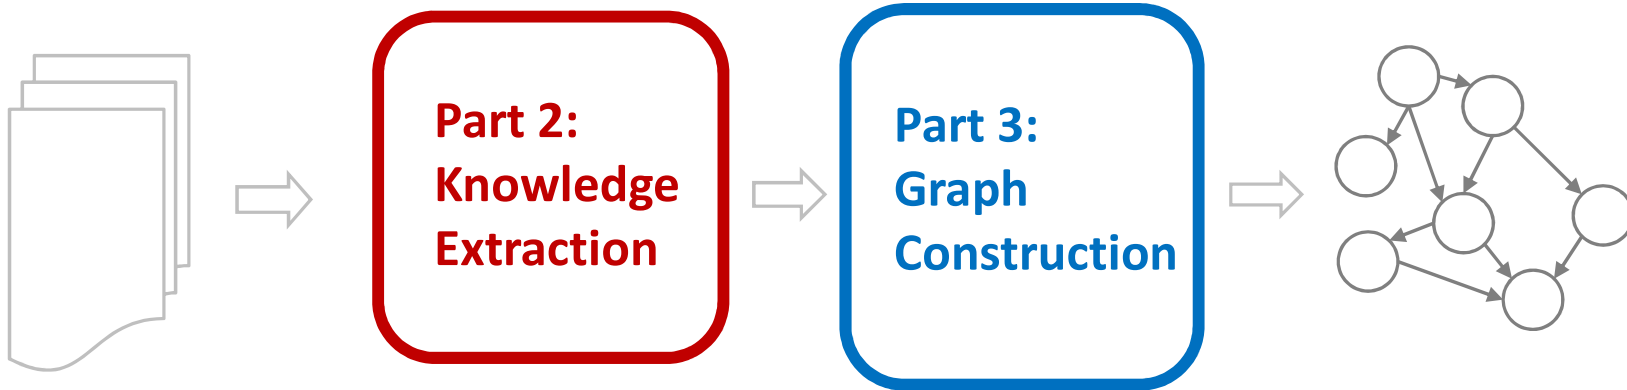 Part 2:
Knowledge
Extraction
Part 3:
Graph
Construction